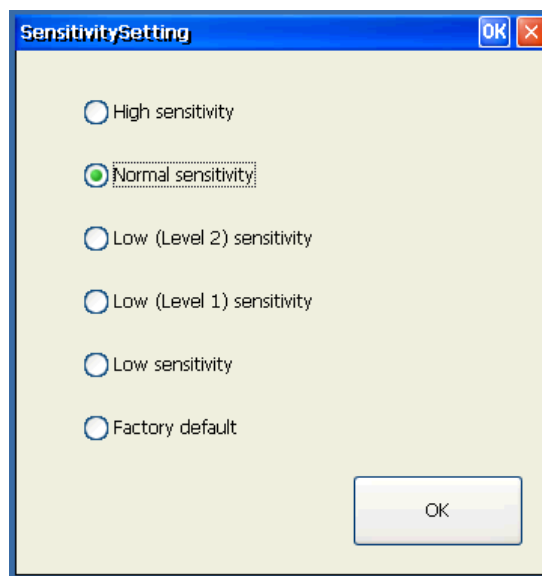 SensitivitySetting OK
High sensitivity
Normal sensitivity
Low (Level 2) sensitivity
Low (Level 1) sensitivity
Low sensitivity
Factory default
OK